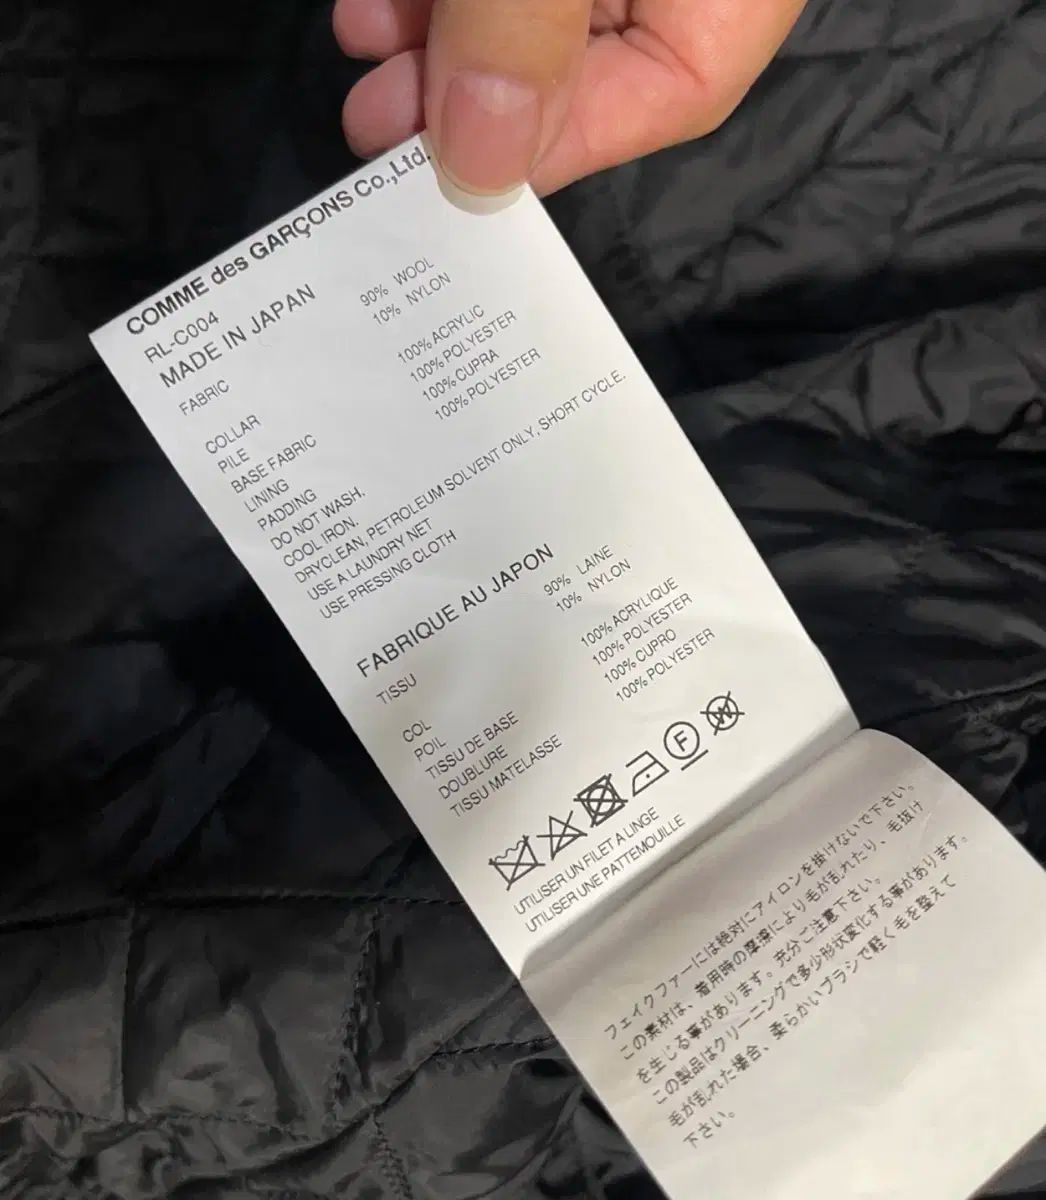 COMME des GARÇONS Co.,Ltd.
RL-C004
MADE IN JAPAN
FABRIC 90% WOOL
10% NYLON
COLLAR
PILE 100% ACRYLIC
BASE FABRIC 100% POLYESTER
LINING 100% CUPRA
PADDING 100% POLYESTER
DO NOT WASH.
COOL IRON.
DRYCLEAN, PETROLEUM SOLVENT ONLY, SHORT CYCLE.
USE A LAUNDRY NET
USE PRESSING CLOTH
FABRIQUE AU JAPON
TISSU 90% LAINE
10% NYLON
COL
POIL 100% ACRYLIQUE
TISSU DE BASE 100% POLYESTER
DOUBLURE 100% CUPRO
TISSU MATELASSE 100% POLYESTER
F W
UTILISER UN FILET A LINGE
UTILISER UNE PATTEMOUILLE
フェイクファーには絶対にアイロンを掛けないで下さい。
この素材は、着用時の摩擦により毛が乱れたり、毛抜け
を生じる事があります。充分ご注意下さい。
この製品はクリーニングで多少形状変化する事があります。
毛が乱れた場合、柔らかいブラシで軽く毛を整えて
下さい。